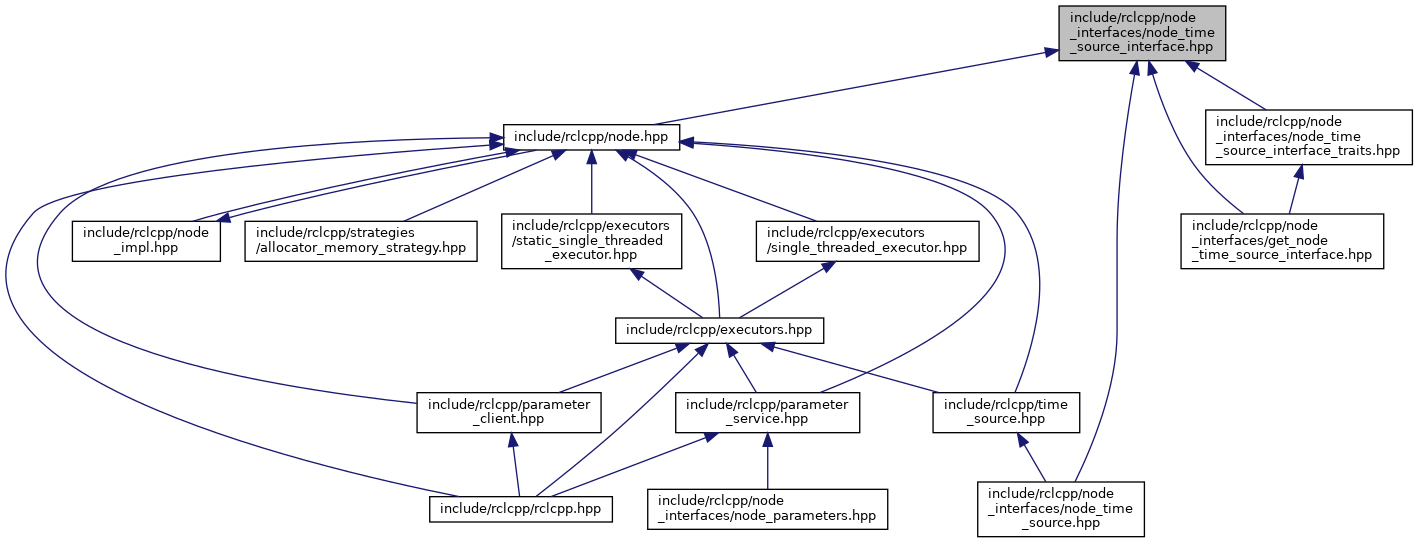 include/rclcpp/node
_interfaces/node_time
_source_interface.hpp
include/rclcpp/node.hpp
include/rclcpp/node
_interfaces/node_time
_source_interface_traits.hpp
include/rclcpp/node
_impl.hpp
include/rclcpp/strategies
/allocator_memory_strategy.hpp
include/rclcpp/executors
/static_single_threaded
_executor.hpp
include/rclcpp/executors
/single_threaded_executor.hpp
include/rclcpp/node
_interfaces/get_node
_time_source_interface.hpp
include/rclcpp/executors.hpp
include/rclcpp/parameter
_client.hpp
include/rclcpp/parameter
_service.hpp
include/rclcpp/time
_source.hpp
include/rclcpp/rclcpp.hpp
include/rclcpp/node
_interfaces/node_parameters.hpp
include/rclcpp/node
_interfaces/node_time
_source.hpp